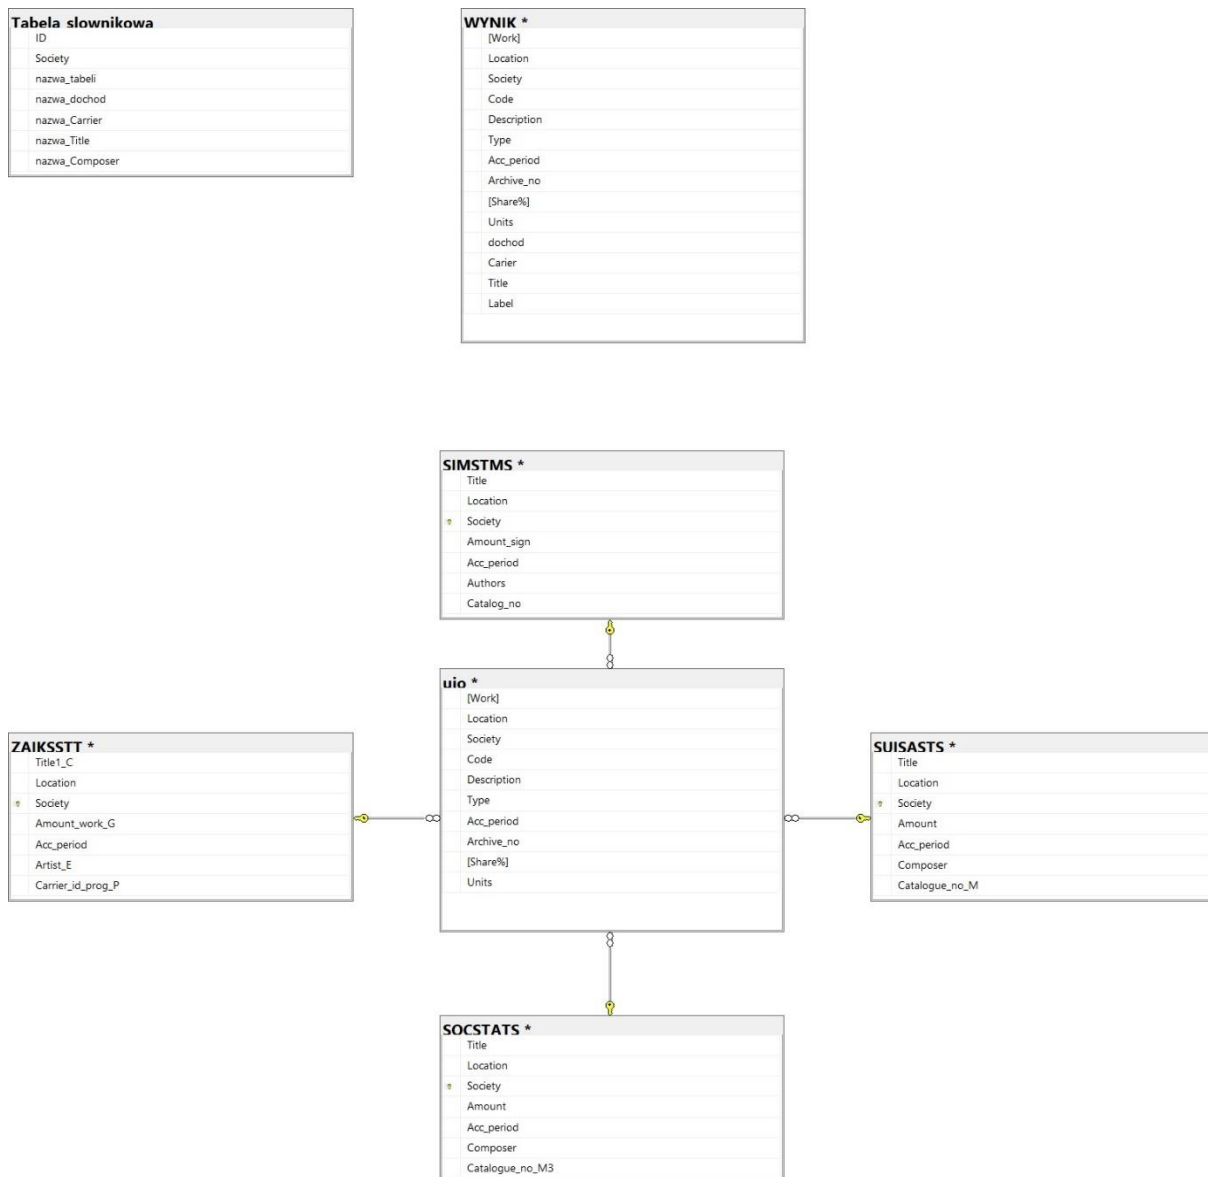 Tabela_slownikowa
ID
Society
nazwa_tabeli
nazwa_dochod
nazwa_Carrier
nazwa_Title
nazwa_Composer
WYNIK *
[Work]
Location
Society
Code
Description
Type
Acc_period
Archive_no
[Share%]
Units
dochod
Carier
Title
Label
SIMSTMS *
Title
Location
Society
Amount_sign
Acc_period
Authors
Catalog_no
uio *
[Work]
Location
Society
Code
Description
Type
Acc_period
Archive_no
[Share%]
Units
ZAIKSSTT *
Title1_C
Location
Society
Amount_work_G
Acc_period
Artist_E
Carrier_id_prog_P
SUISASTS *
Title
Location
Society
Amount
Acc_period
Composer
Catalogue_no_M
SOCSTATS *
Title
Location
Society
Amount
Acc_period
Composer
Catalogue_no_M3